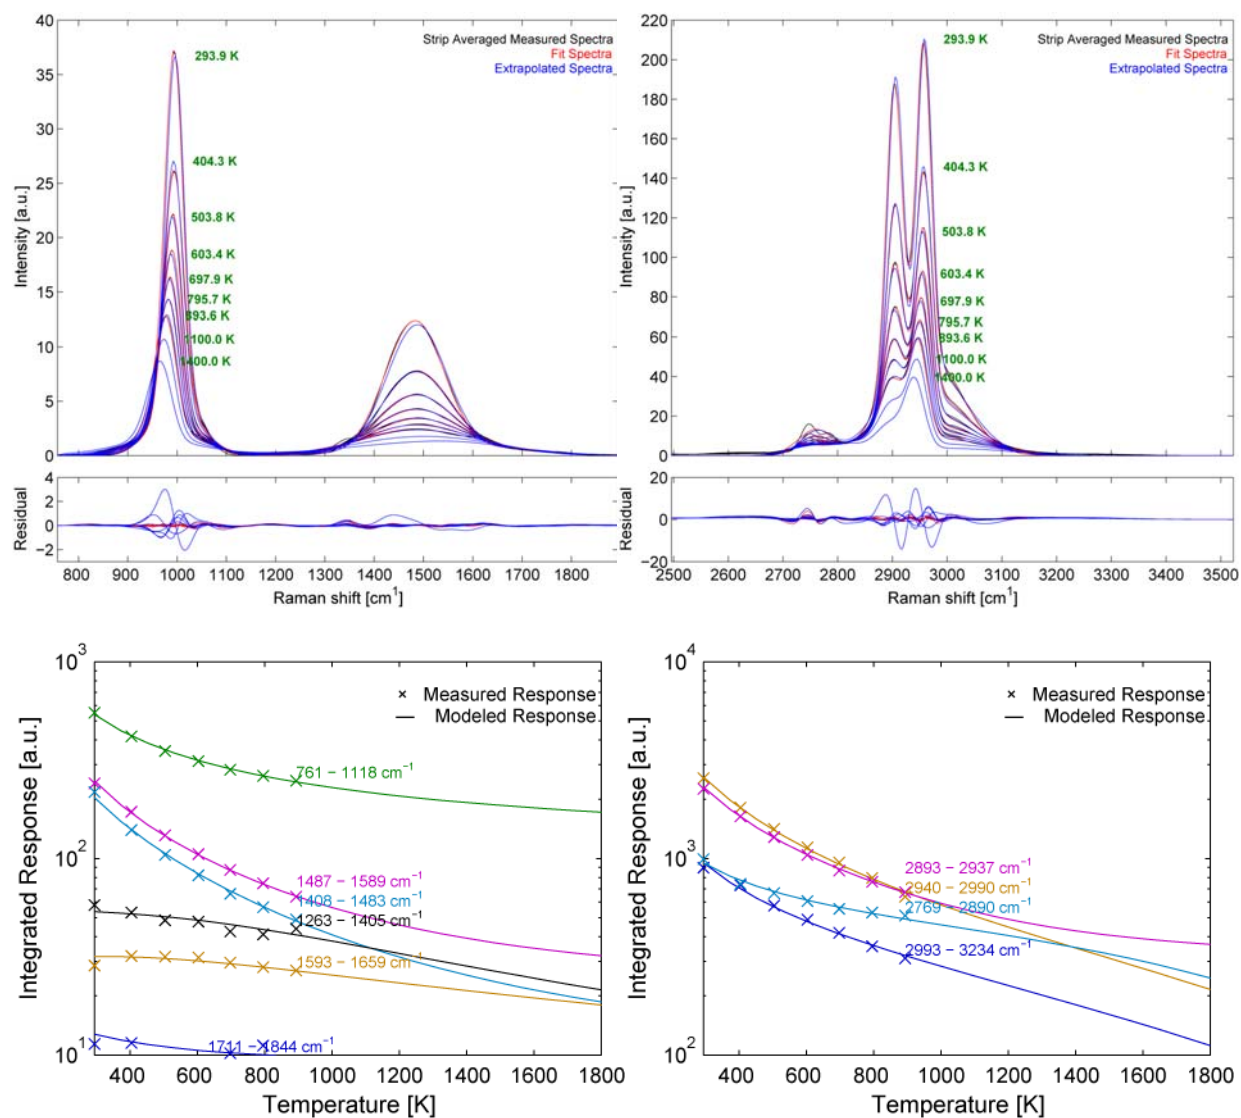 40
35
30
25
20
15
10
5
0
Intensity [a.u.]
Strip Averaged Measured Spectra
Fit Spectra
Extrapolated Spectra
293.9 K
404.3 K
503.8 K
603.4 K
697.9 K
795.7 K
893.6 K
1100.0 K
1400.0 K
4
2
0
−2
Residual
800 900 1000 1100 1200 1300 1400 1500 1600 1700 1800
Raman shift [cm¹]
220
200
180
160
140
120
100
80
60
40
20
0
Intensity [a.u.]
Strip Averaged Measured Spectra
Fit Spectra
Extrapolated Spectra
293.9 K
404.3 K
503.8 K
603.4 K
697.9 K
795.7 K
893.6 K
1100.0 K
1400.0 K
20
0
−20
Residual
2500 2600 2700 2800 2900 3000 3100 3200 3300 3400 3500
Raman shift [cm¹]
10³
10²
10¹
Integrated Response [a.u.]
× Measured Response
— Modeled Response
761 − 1118 cm⁻¹
1487 − 1589 cm⁻¹
1408 − 1483 cm⁻¹
1263 − 1405 cm⁻¹
1593 − 1659 cm⁻¹
1711 − 1844 cm⁻¹
400 600 800 1000 1200 1400 1600 1800
Temperature [K]
10⁴
10³
10²
Integrated Response [a.u.]
× Measured Response
— Modeled Response
2893 − 2937 cm⁻¹
2940 − 2990 cm⁻¹
2769 − 2890 cm⁻¹
2993 − 3234 cm⁻¹
400 600 800 1000 1200 1400 1600 1800
Temperature [K]